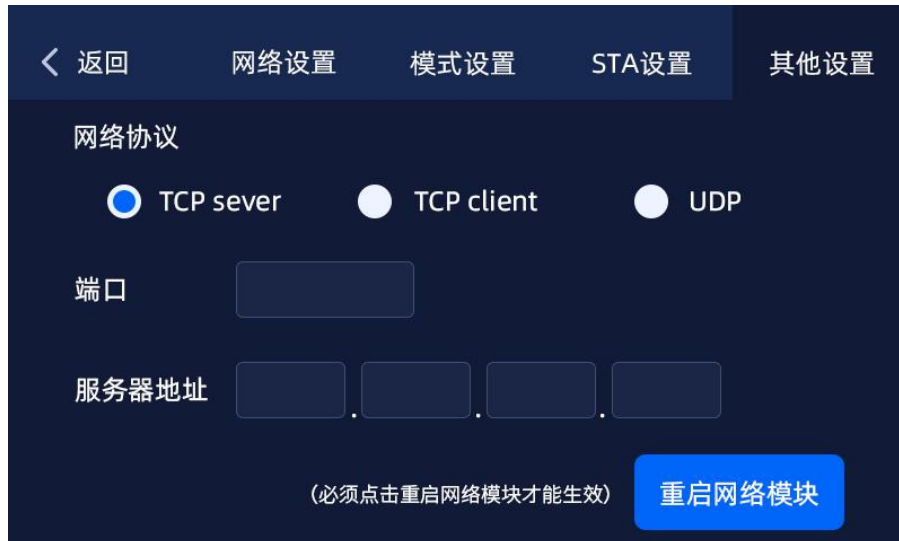 返回 网络设置 模式设置 STA设置 其他设置
网络协议
TCP sever TCP client UDP
端口
服务器地址 . . .
(必须点击重启网络模块才能生效) 重启网络模块